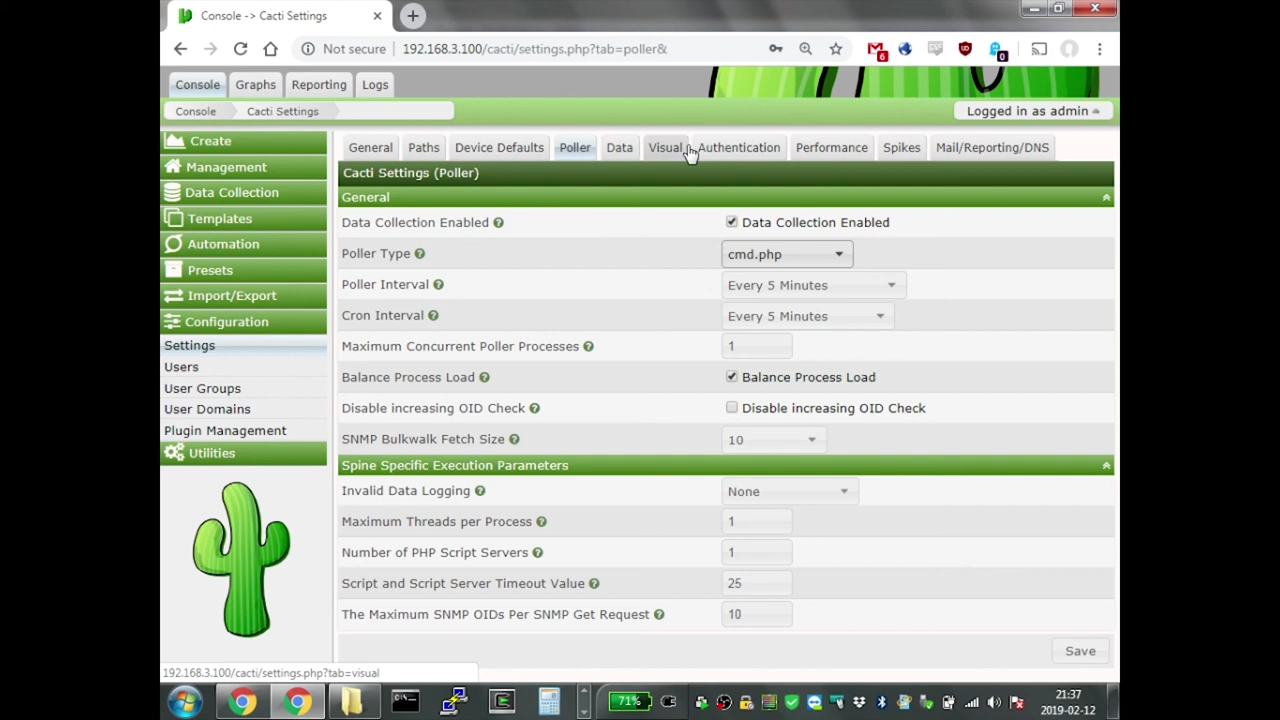 Console -> Cacti Settings
Not secure
192.168.3.100/cacti/settings.php?tab=poller&
6
0
Console
Graphs
Reporting
Logs
Console
Cacti Settings
Logged in as admin
Create
Management
Data Collection
Templates
Automation
Presets
Import/Export
Configuration
Settings
Users
User Groups
User Domains
Plugin Management
Utilities
General
Paths
Device Defaults
Poller
Data
Visual
Authentication
Performance
Spikes
Mail/Reporting/DNS
Cacti Settings (Poller)
General
Data Collection Enabled
Data Collection Enabled
Poller Type
cmd.php
Poller Interval
Every 5 Minutes
Cron Interval
Every 5 Minutes
Maximum Concurrent Poller Processes
1
Balance Process Load
Balance Process Load
Disable increasing OID Check
Disable increasing OID Check
SNMP Bulkwalk Fetch Size
10
Spine Specific Execution Parameters
Invalid Data Logging
None
Maximum Threads per Process
1
Number of PHP Script Servers
1
Script and Script Server Timeout Value
25
The Maximum SNMP OIDs Per SNMP Get Request
10
Save
192.168.3.100/cacti/settings.php?tab=visual
71%
21:37
2019-02-12